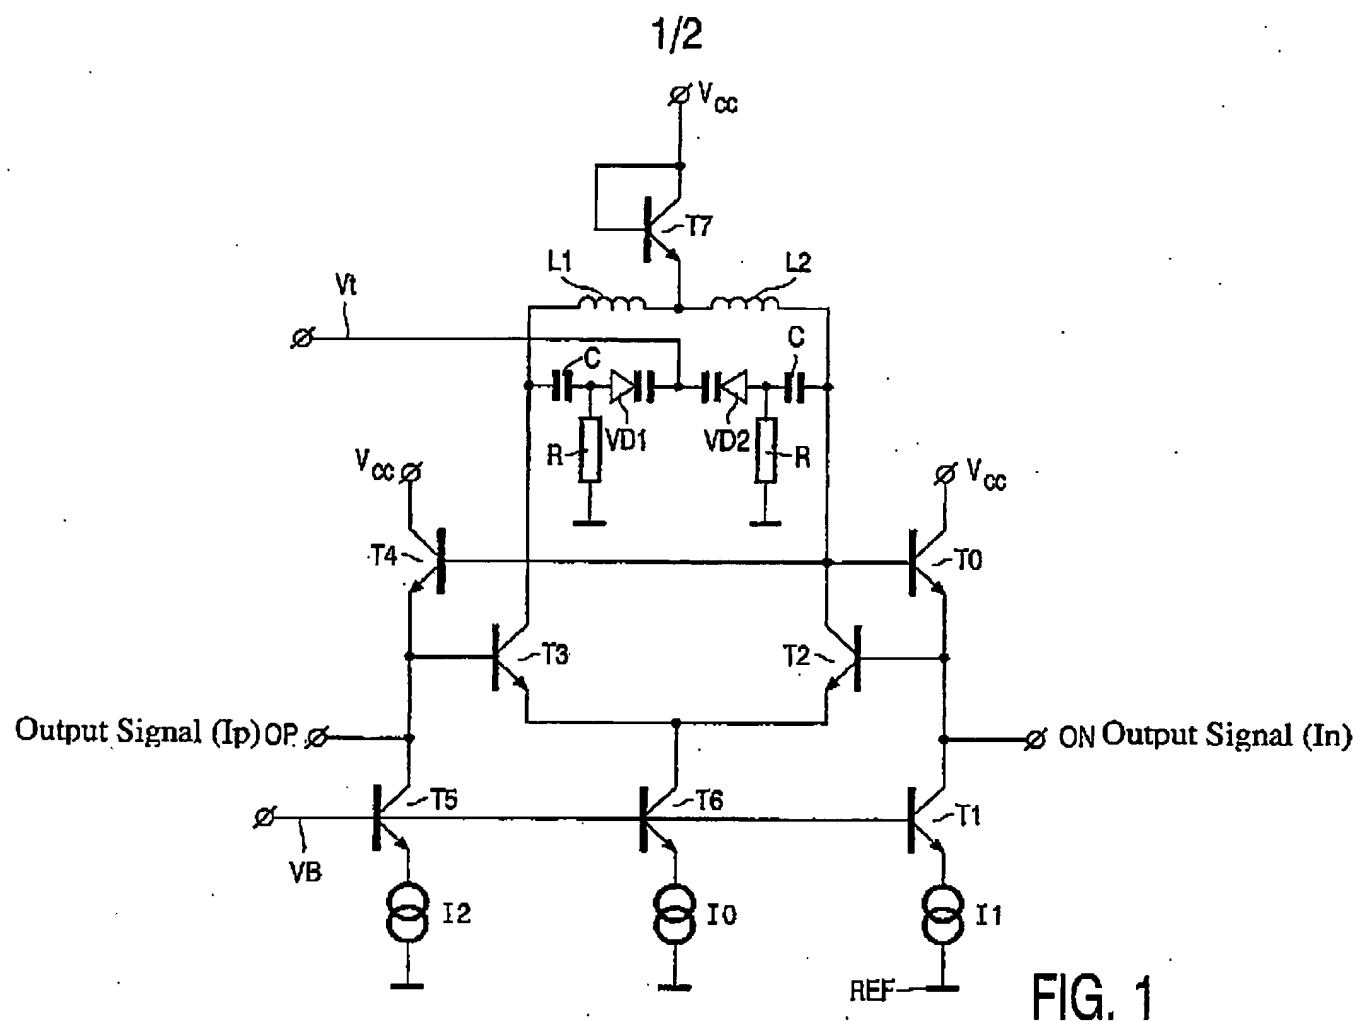 1/2
Vcc
T7
L1 L2
Vt
C C
VD1 VD2
R R
Vcc Vcc
T4 T0
T3 T2
Output Signal (Ip) OP ON Output Signal (In)
T5 T6 T1
VB
I2 I0 I1
REF
FIG. 1